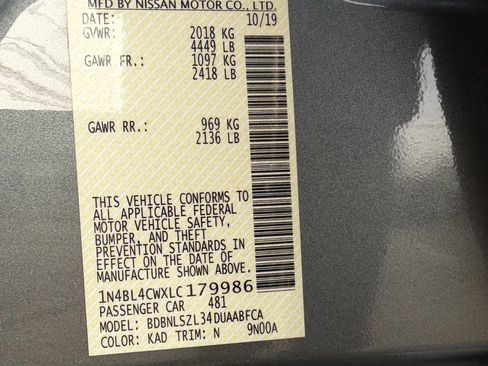 MFD BY NISSAN MOTOR CO., LTD.
DATE: 10/19
GVWR: 2018 KG
4449 LB
GAWR FR.: 1097 KG
2418 LB
GAWR RR.: 969 KG
2136 LB
THIS VEHICLE CONFORMS TO
ALL APPLICABLE FEDERAL
MOTOR VEHICLE SAFETY,
BUMPER, AND THEFT
PREVENTION STANDARDS IN
EFFECT ON THE DATE OF
MANUFACTURE SHOWN ABOVE.
1N4BL4CWXLC179986
PASSENGER CAR 481
MODEL: BDBNLSZL34DUAABFCA
COLOR: KAD TRIM: N 9N00A